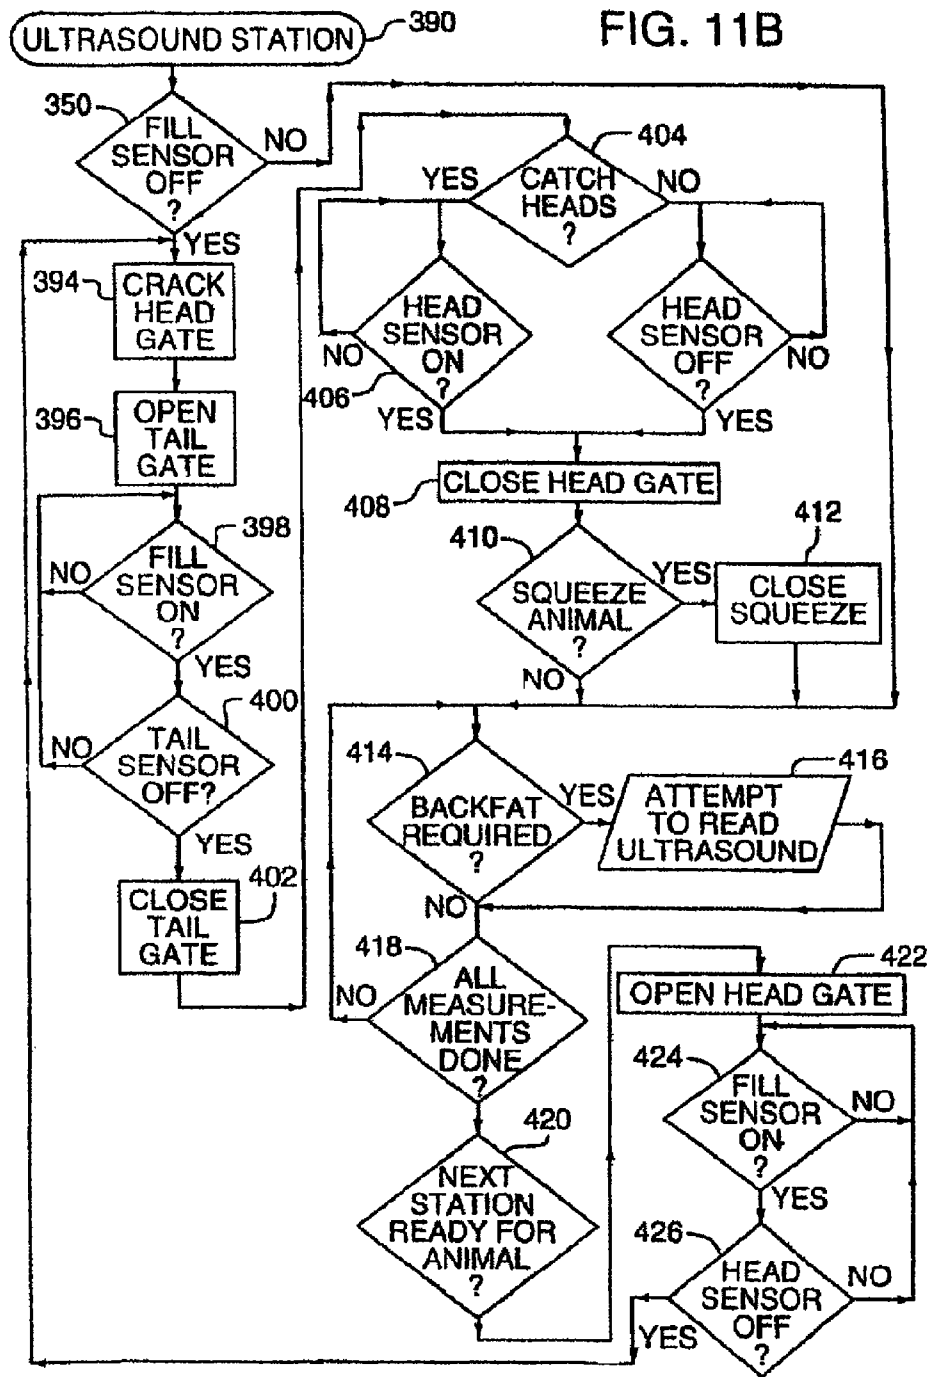 FIG. 11B
ULTRASOUND STATION
390
350
FILL
SENSOR
OFF
?
NO
YES
394
CRACK
HEAD
GATE
396
OPEN
TAIL
GATE
398
FILL
SENSOR
ON
?
NO
YES
400
TAIL
SENSOR
OFF?
NO
YES
402
CLOSE
TAIL
GATE
404
CATCH
HEADS
?
YES
NO
HEAD
SENSOR
ON
?
NO
406
YES
HEAD
SENSOR
OFF
?
NO
YES
CLOSE HEAD GATE
408
410
SQUEEZE
ANIMAL
?
YES
NO
412
CLOSE
SQUEEZE
414
BACKFAT
REQUIRED
?
YES
NO
416
ATTEMPT
TO READ
ULTRASOUND
418
ALL
MEASURE-
MENTS
DONE
?
NO
420
NEXT
STATION
READY FOR
ANIMAL
?
422
OPEN HEAD GATE
424
FILL
SENSOR
ON
?
NO
YES
426
HEAD
SENSOR
OFF
?
NO
YES